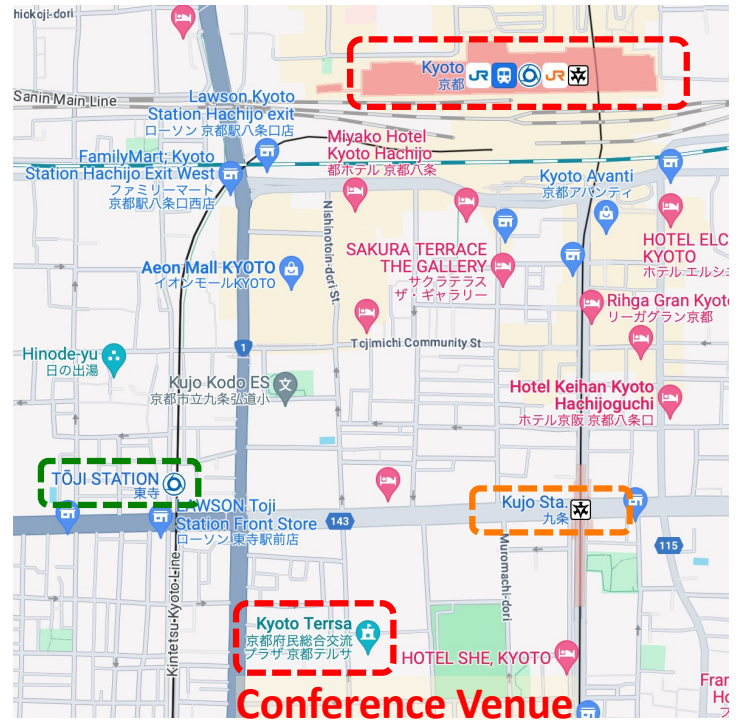 hiokoji-dori
Kyoto
京都
JR
JR
Sanin Main Line
Lawson Kyoto
Station Hachijo exit
ローソン 京都駅八条口店
Miyako Hotel
Kyoto Hachijo
都ホテル 京都八条
FamilyMart, Kyoto
Station Hachijo Exit West
ファミリーマート
京都駅八条口西店
Kyoto Avanti
京都アバンティ
Nishinotoin-dori St.
SAKURA TERRACE
THE GALLERY
サクラテラス
ザ・ギャラリー
HOTEL ELC
KYOTO
ホテル エルシ
Aeon Mall KYOTO
イオンモールKYOTO
Rihga Gran Kyoto
リーガグラン京都
Tojimichi Community St
1
Hinode-yu
日の出湯
Kujo Kodo ES
京都市立九条弘道小
文
Hotel Keihan Kyoto
Hachijoguchi
ホテル京阪 京都八条口
TŌJI STATION
東寺
Kujo Sta.
九条
LAWSON Toji
Station Front Store
ローソン 東寺駅前店
143
115
Muromachi-dori
Kintetsu-Kyoto Line
Kyoto Terrsa
京都府民総合交流
プラザ 京都テルサ
HOTEL SHE, KYOTO
Fran
Ho
Conference Venue